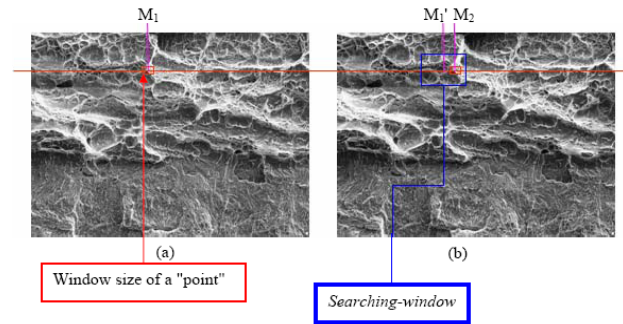 M₁
M₁' M₂
(a)
(b)
Window size of a "point"
Searching-window